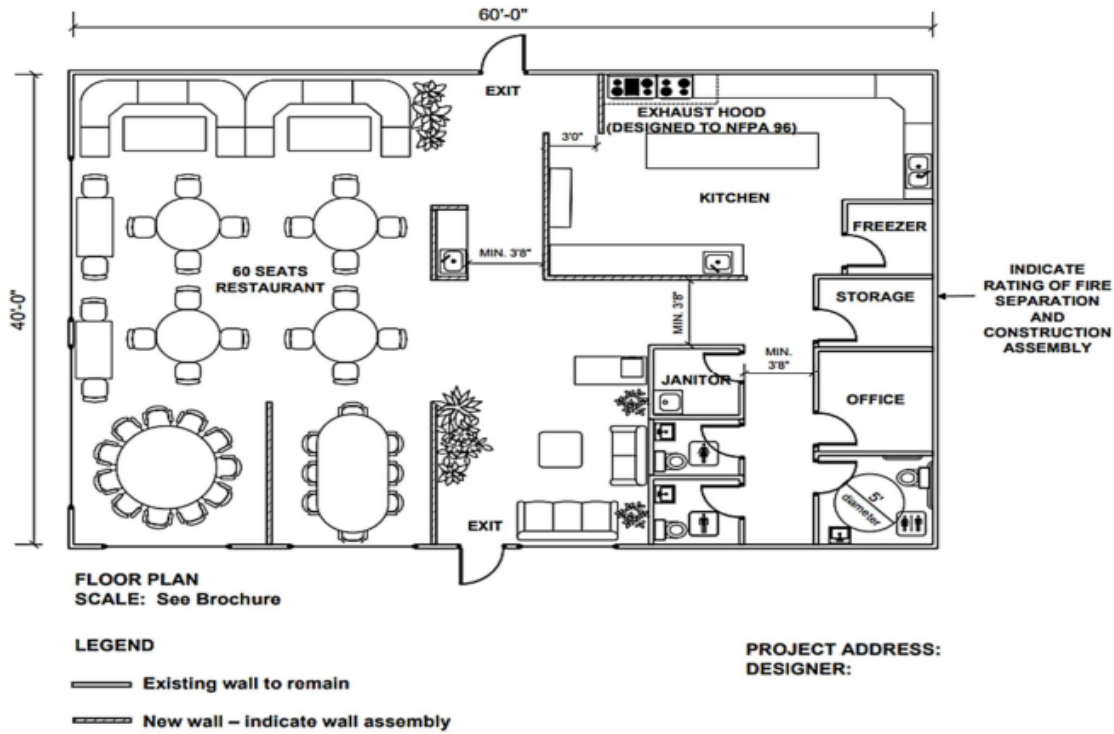 60'-0"
EXIT
EXHAUST HOOD
(DESIGNED TO NFPA 96)
3'0"
KITCHEN
FREEZER
MIN. 3'8"
60 SEATS
RESTAURANT
40'-0"
STORAGE
INDICATE
RATING OF FIRE
SEPARATION
AND
CONSTRUCTION
ASSEMBLY
MIN. 3'8"
MIN.
3'8"
JANITOR
OFFICE
5'
diameter
EXIT
FLOOR PLAN
SCALE: See Brochure
LEGEND
PROJECT ADDRESS:
DESIGNER:
Existing wall to remain
New wall – indicate wall assembly